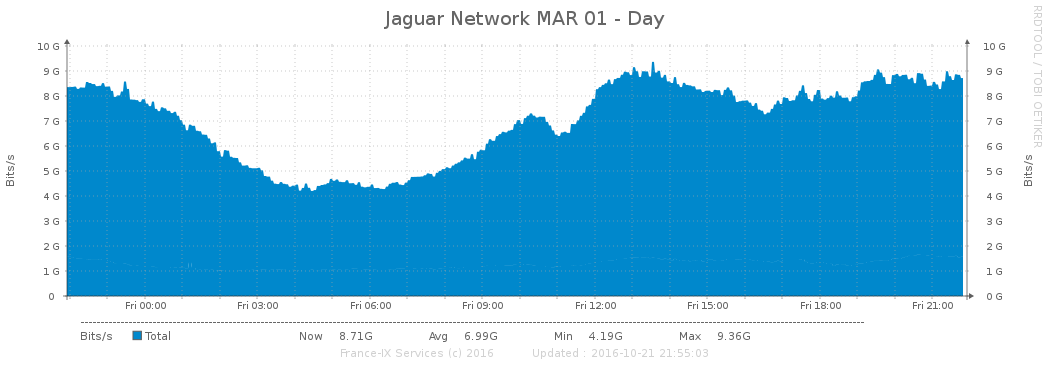 Jaguar Network MAR 01 - Day
RRDTOOL / TOBI OETIKER
10 G 10 G
9 G 9 G
8 G 8 G
7 G 7 G
6 G 6 G
5 G 5 G
4 G 4 G
3 G 3 G
2 G 2 G
1 G 1 G
0 0 G
Bits/s
Bits/s
Fri 00:00 Fri 03:00 Fri 06:00 Fri 09:00 Fri 12:00 Fri 15:00 Fri 18:00 Fri 21:00
Bits/s Total Now 8.71G Avg 6.99G Min 4.19G Max 9.36G
France-IX Services (c) 2016 Updated : 2016-10-21 21:55:03